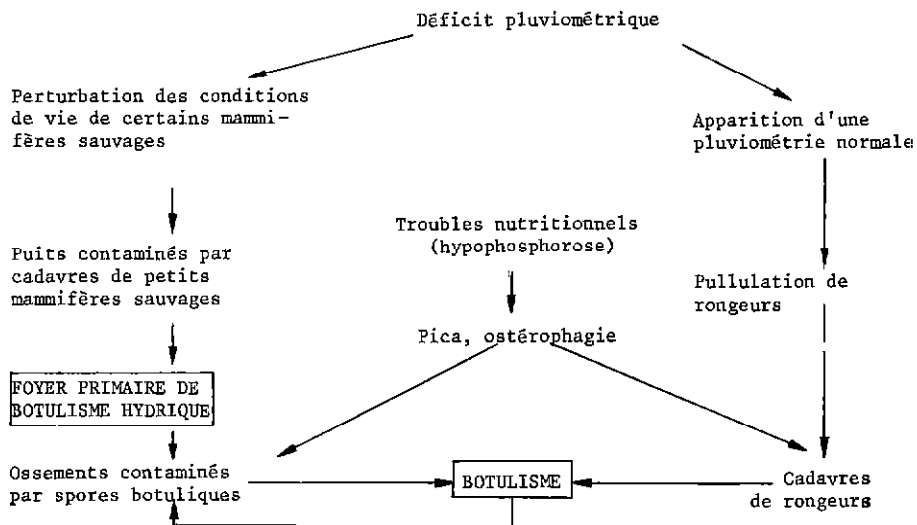 Déficit pluviométrique
Perturbation des conditions
de vie de certains mammi-
fères sauvages
Apparition d'une
pluviométrie normale
Troubles nutritionnels
(hypophosphorose)
Puits contaminés par
cadavres de petits
mammifères sauvages
Pullulation de
rongeurs
Pica, ostérophagie
FOYER PRIMAIRE DE
BOTULISME HYDRIQUE
Ossements contaminés
par spores botuliques
BOTULISME
Cadavres
de rongeurs